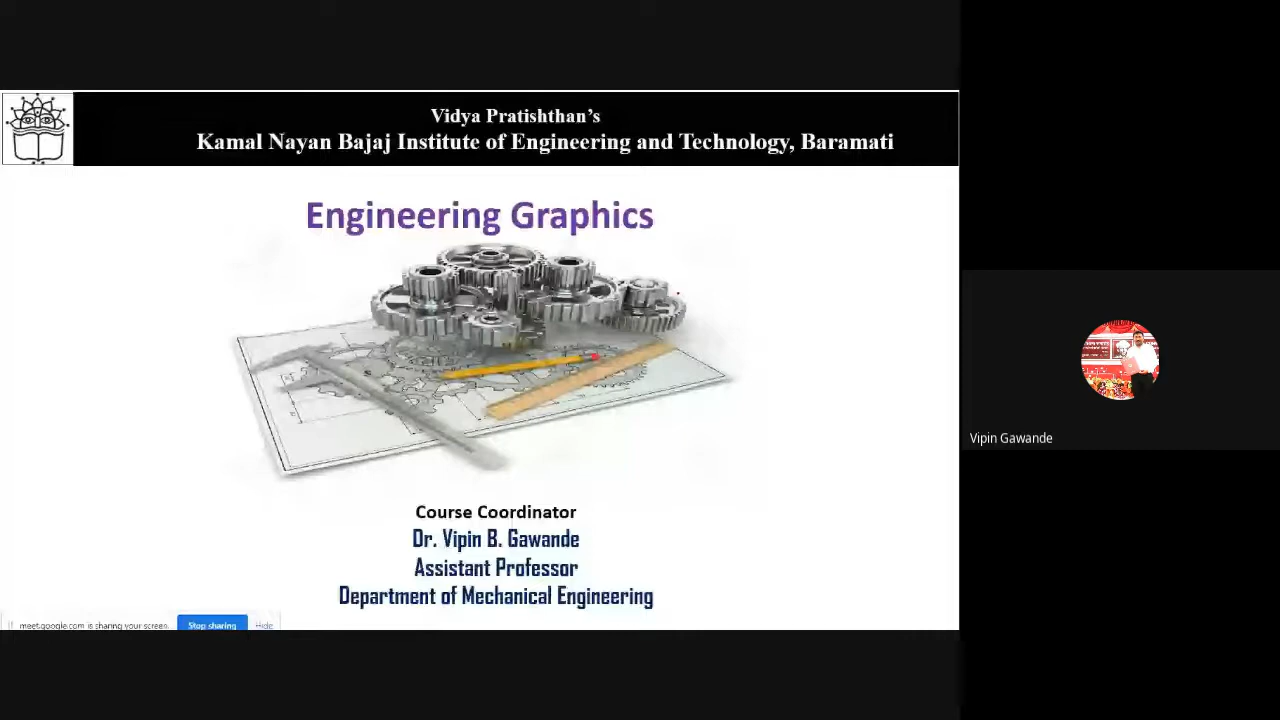 Vidya Pratishthan’s
Kamal Nayan Bajaj Institute of Engineering and Technology, Baramati
Engineering Graphics
Course Coordinator
Dr. Vipin B. Gawande
Assistant Professor
Department of Mechanical Engineering
meet.google.com is sharing your screen.
Stop sharing
Hide
Vipin Gawande